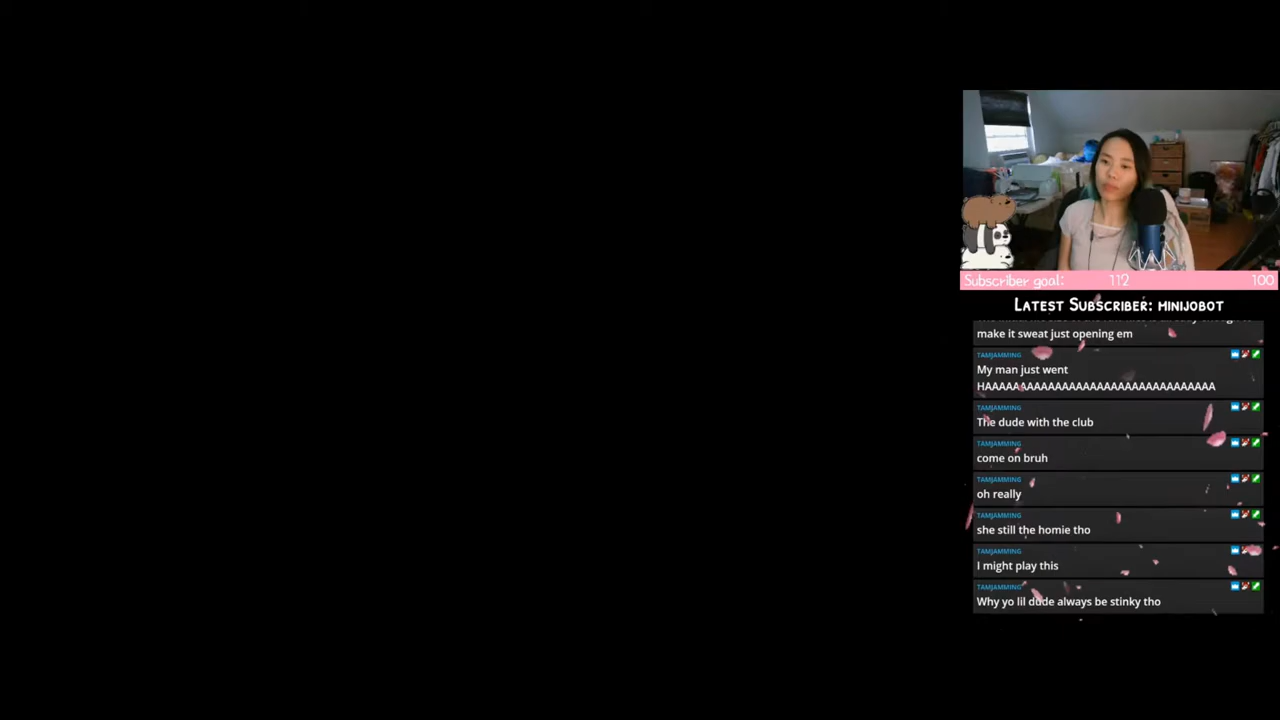 Subscriber goal: 112 100
LATEST SUBSCRIBER: MINIJOBOT
make it sweat just opening em
TAMJAMMING
My man just went
HAAAAAAAAAAAAAAAAAAAAAAAAAAAAAAAAA
TAMJAMMING
The dude with the club
TAMJAMMING
come on bruh
TAMJAMMING
oh really
TAMJAMMING
she still the homie tho
TAMJAMMING
I might play this
TAMJAMMING
Why yo lil dude always be stinky tho